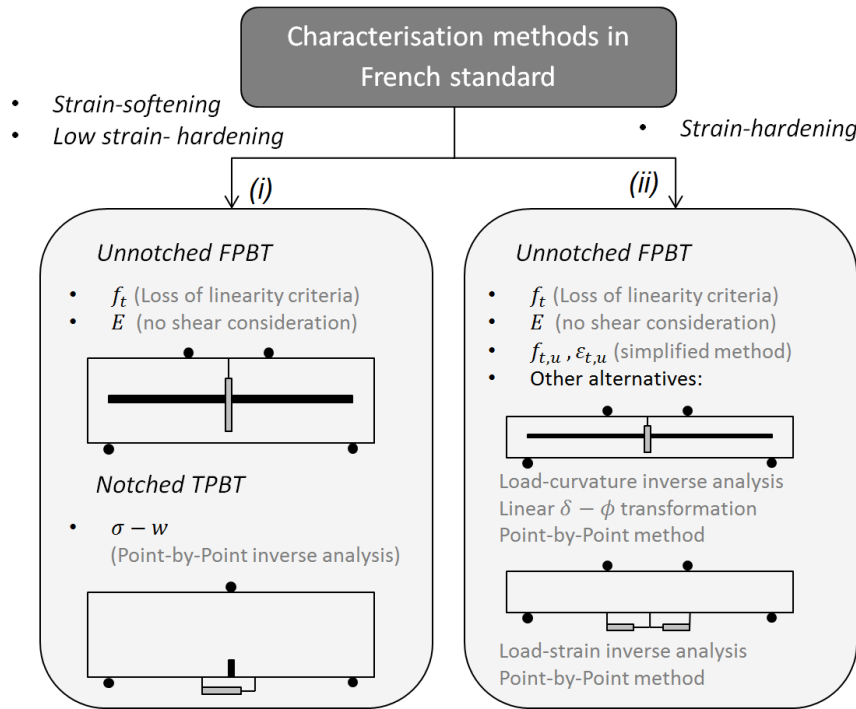 Characterisation methods in
French standard
• Strain-softening
• Low strain- hardening
• Strain-hardening
(i)
(ii)
Unnotched FPBT
• f_t (Loss of linearity criteria)
• E (no shear consideration)
Notched TPBT
• σ − w
(Point-by-Point inverse analysis)
Unnotched FPBT
• f_t (Loss of linearity criteria)
• E (no shear consideration)
• f_{t,u} , ε_{t,u} (simplified method)
• Other alternatives:
Load-curvature inverse analysis
Linear δ − ϕ transformation
Point-by-Point method
Load-strain inverse analysis
Point-by-Point method